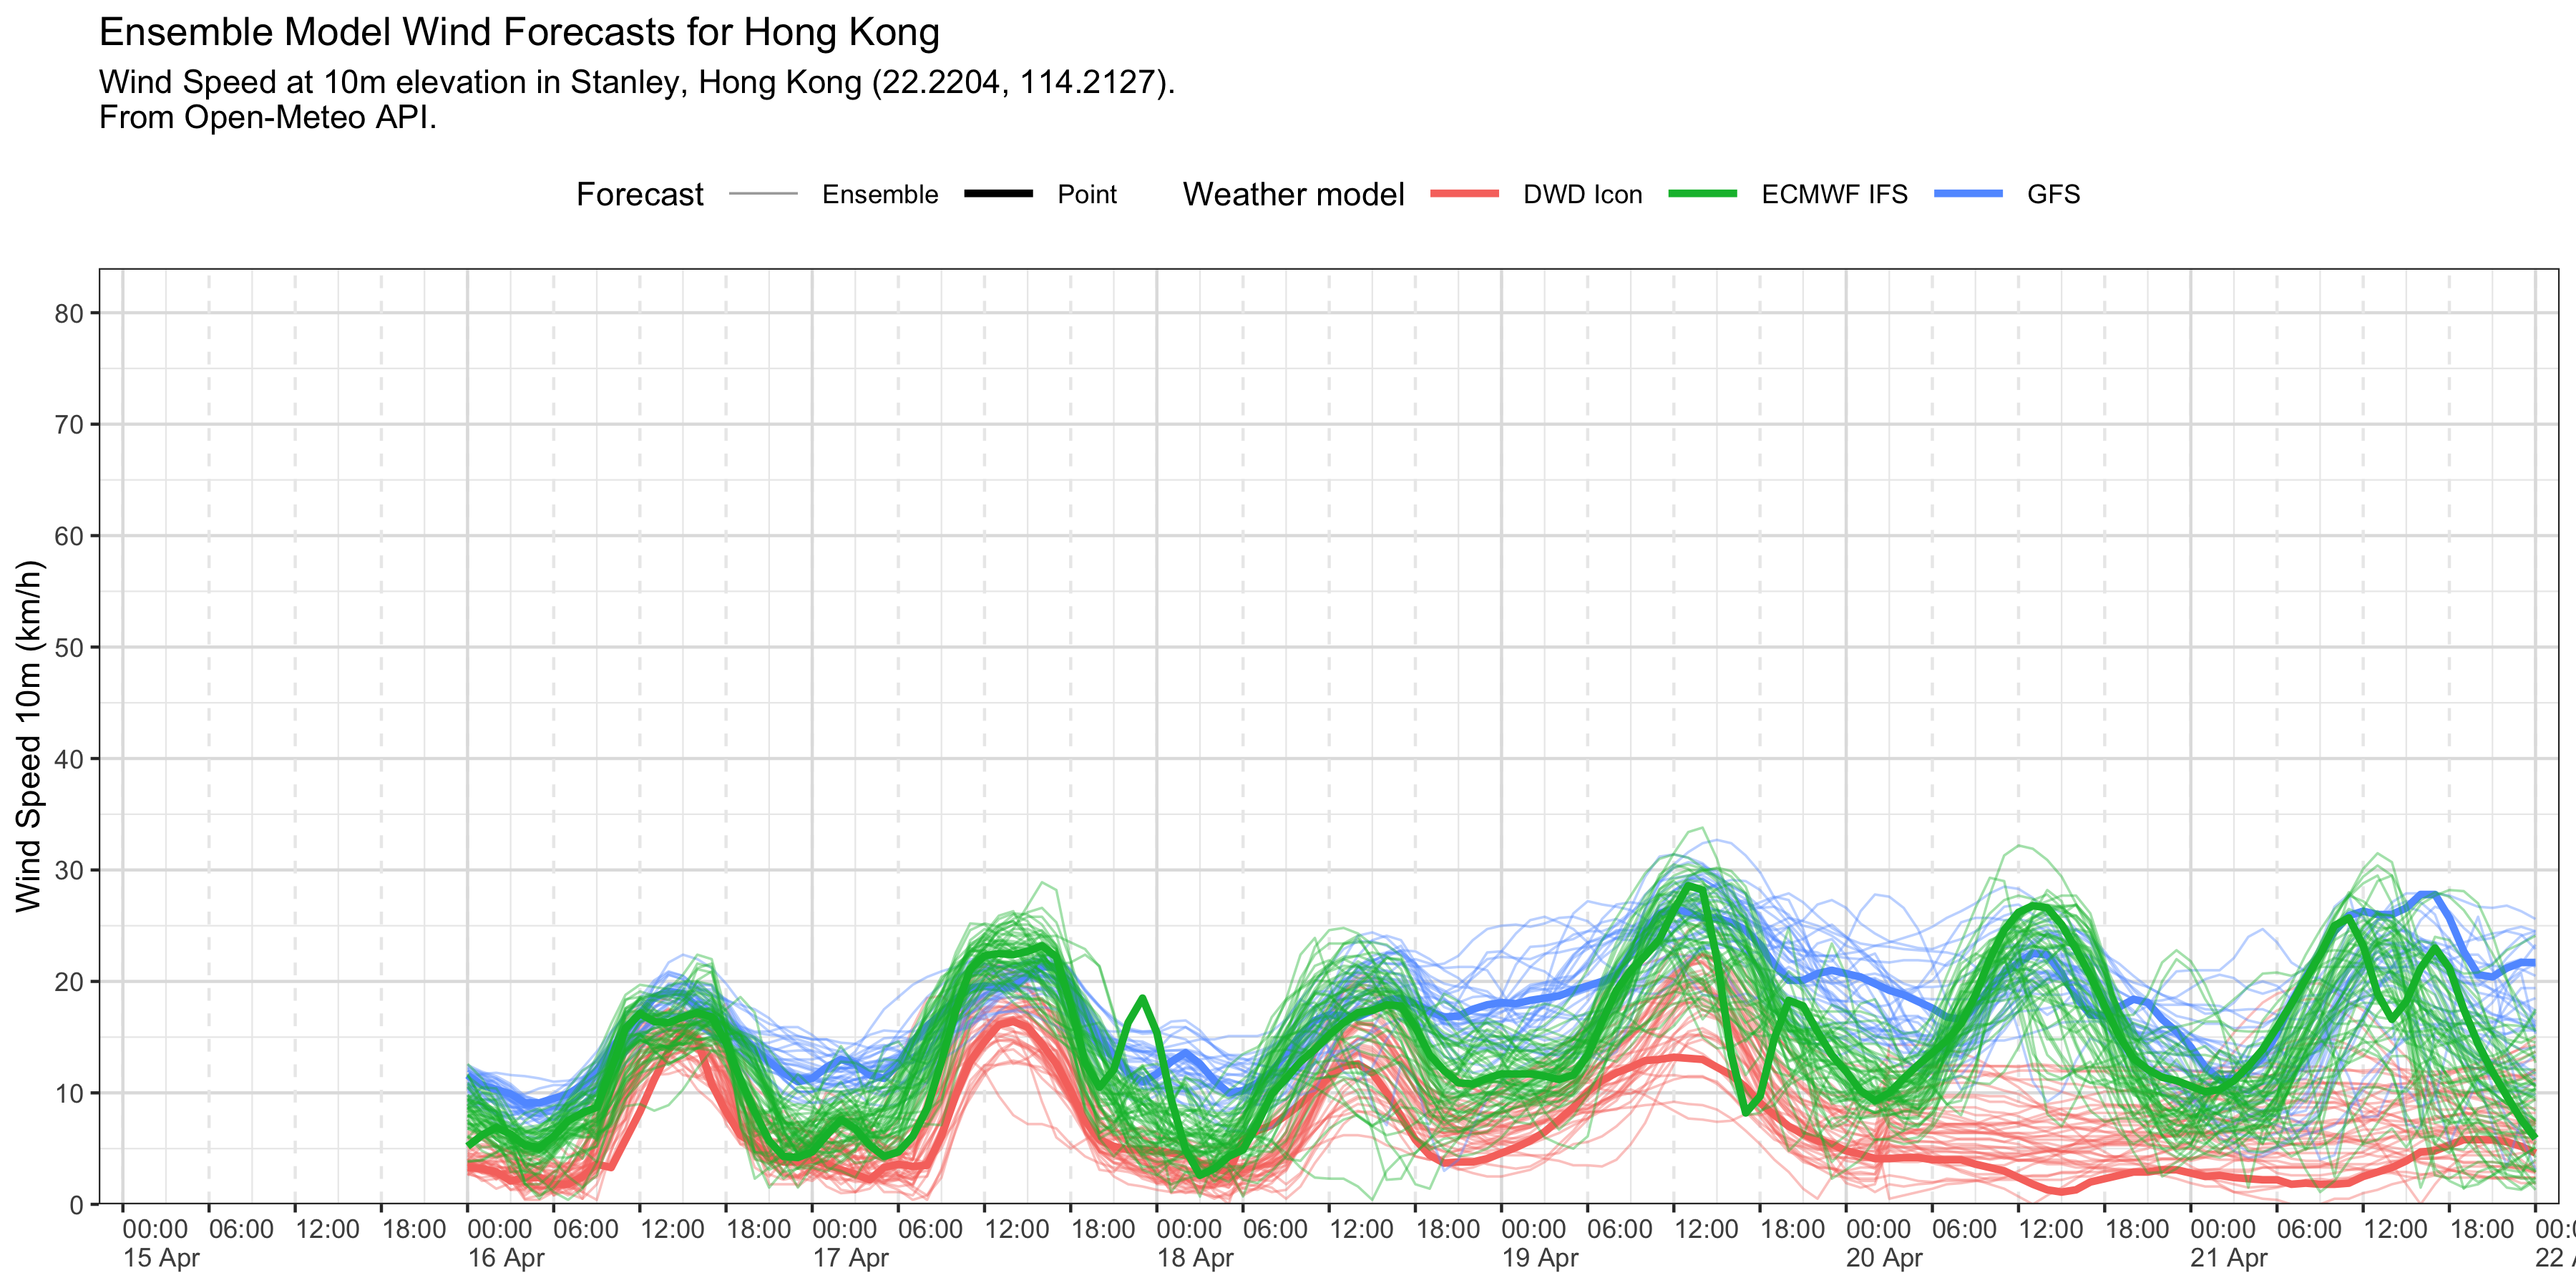 Ensemble Model Wind Forecasts for Hong Kong
Wind Speed at 10m elevation in Stanley, Hong Kong (22.2204, 114.2127).
From Open-Meteo API.
Forecast Ensemble Point Weather model DWD Icon ECMWF IFS GFS
Wind Speed 10m (km/h)
80
70
60
50
40
30
20
10
0
00:00 06:00 12:00 18:00 00:00 06:00 12:00 18:00 00:00 06:00 12:00 18:00 00:00 06:00 12:00 18:00 00:00 06:00 12:00 18:00 00:00 06:00 12:00 18:00 00:00 06:00 12:00 18:00
15 Apr 16 Apr 17 Apr 18 Apr 19 Apr 20 Apr 21 Apr 22